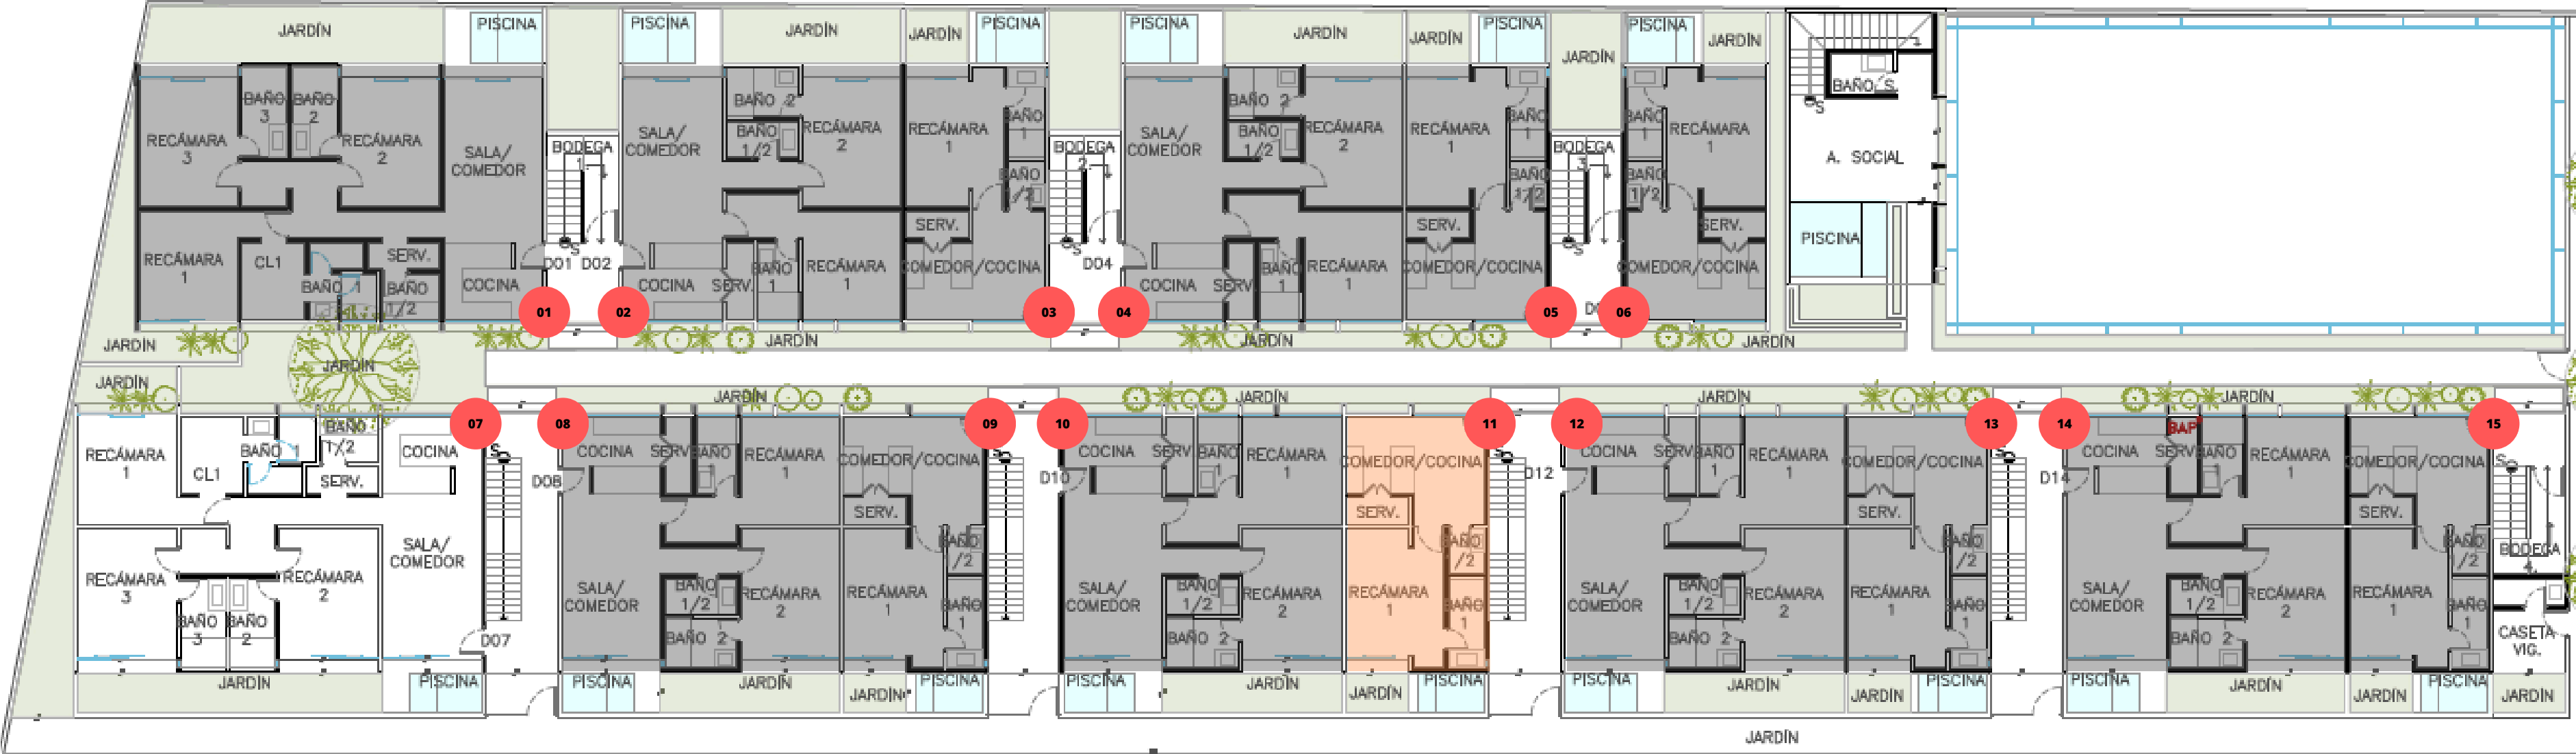 JARDÍN
PISCINA
PISCINA
JARDÍN
JARDÍN
PISCINA
PISCINA
JARDÍN
JARDÍN
PISCINA
JARDÍN
PISCINA
JARDÍN
RECÁMARA
3
BAÑO
3
BAÑO
2
RECÁMARA
2
SALA/
COMEDOR
BODEGA
1
SALA/
COMEDOR
BAÑO 2
BAÑO
1/2
RECÁMARA
2
RECÁMARA
1
BAÑO
1
BAÑO
1/2
BODEGA
2
SALA/
COMEDOR
BAÑO 2
BAÑO
1/2
RECÁMARA
2
RECÁMARA
1
BAÑO
1
BAÑO
1/2
BODEGA
3
BAÑO
1
BAÑO
1/2
RECÁMARA
1
BAÑO S.
S
A. SOCIAL
PISCINA
RECÁMARA
1
CL1
BAÑO 1
SERV.
BAÑO
1/2
COCINA
S
D01
D02
COCINA
SERV.
BAÑO
1
RECÁMARA
1
SERV.
COMEDOR/COCINA
S
D04
COCINA
SERV
BAÑO
1
RECÁMARA
1
SERV.
COMEDOR/COCINA
S
SERV.
COMEDOR/COCINA
01
02
03
04
05
06
JARDÍN
JARDÍN
JARDÍN
JARDÍN
JARDÍN
JARDÍN
JARDÍN
JARDÍN
JARDÍN
JARDÍN
JARDÍN
07
08
09
10
11
12
13
14
15
RECÁMARA
1
CL1
BAÑO 1
BAÑO
1/2
SERV.
COCINA
S
D08
COCINA
SERV
BAÑO
1
RECÁMARA
1
COMEDOR/COCINA
SERV.
S
D10
COCINA
SERV
BAÑO
1
RECÁMARA
1
COMEDOR/COCINA
SERV.
S
D12
COCINA
SERV
BAÑO
1
RECÁMARA
1
COMEDOR/COCINA
SERV.
S
D14
COCINA
BAP
SERV
BAÑO
1
RECÁMARA
1
COMEDOR/COCINA
SERV.
S
RECÁMARA
3
BAÑO
3
BAÑO
2
RECÁMARA
2
SALA/
COMEDOR
D07
SALA/
COMEDOR
BAÑO
1/2
BAÑO 2
RECÁMARA
2
RECÁMARA
1
BAÑO
1/2
BAÑO
1
SALA/
COMEDOR
BAÑO
1/2
BAÑO 2
RECÁMARA
2
RECÁMARA
1
BAÑO
1/2
BAÑO
1
SALA/
COMEDOR
BAÑO
1/2
BAÑO 2
RECÁMARA
2
RECÁMARA
1
BAÑO
1/2
BAÑO
1
SALA/
COMEDOR
BAÑO
1/2
BAÑO 2
RECÁMARA
2
RECÁMARA
1
BAÑO
1/2
BAÑO
1
BODEGA
4
CASETA
VIG.
JARDÍN
PISCINA
PISCINA
JARDÍN
JARDÍN
PISCINA
PISCINA
JARDÍN
JARDÍN
PISCINA
PISCINA
JARDÍN
JARDÍN
PISCINA
PISCINA
JARDÍN
JARDÍN
PISCINA
JARDÍN
JARDÍN